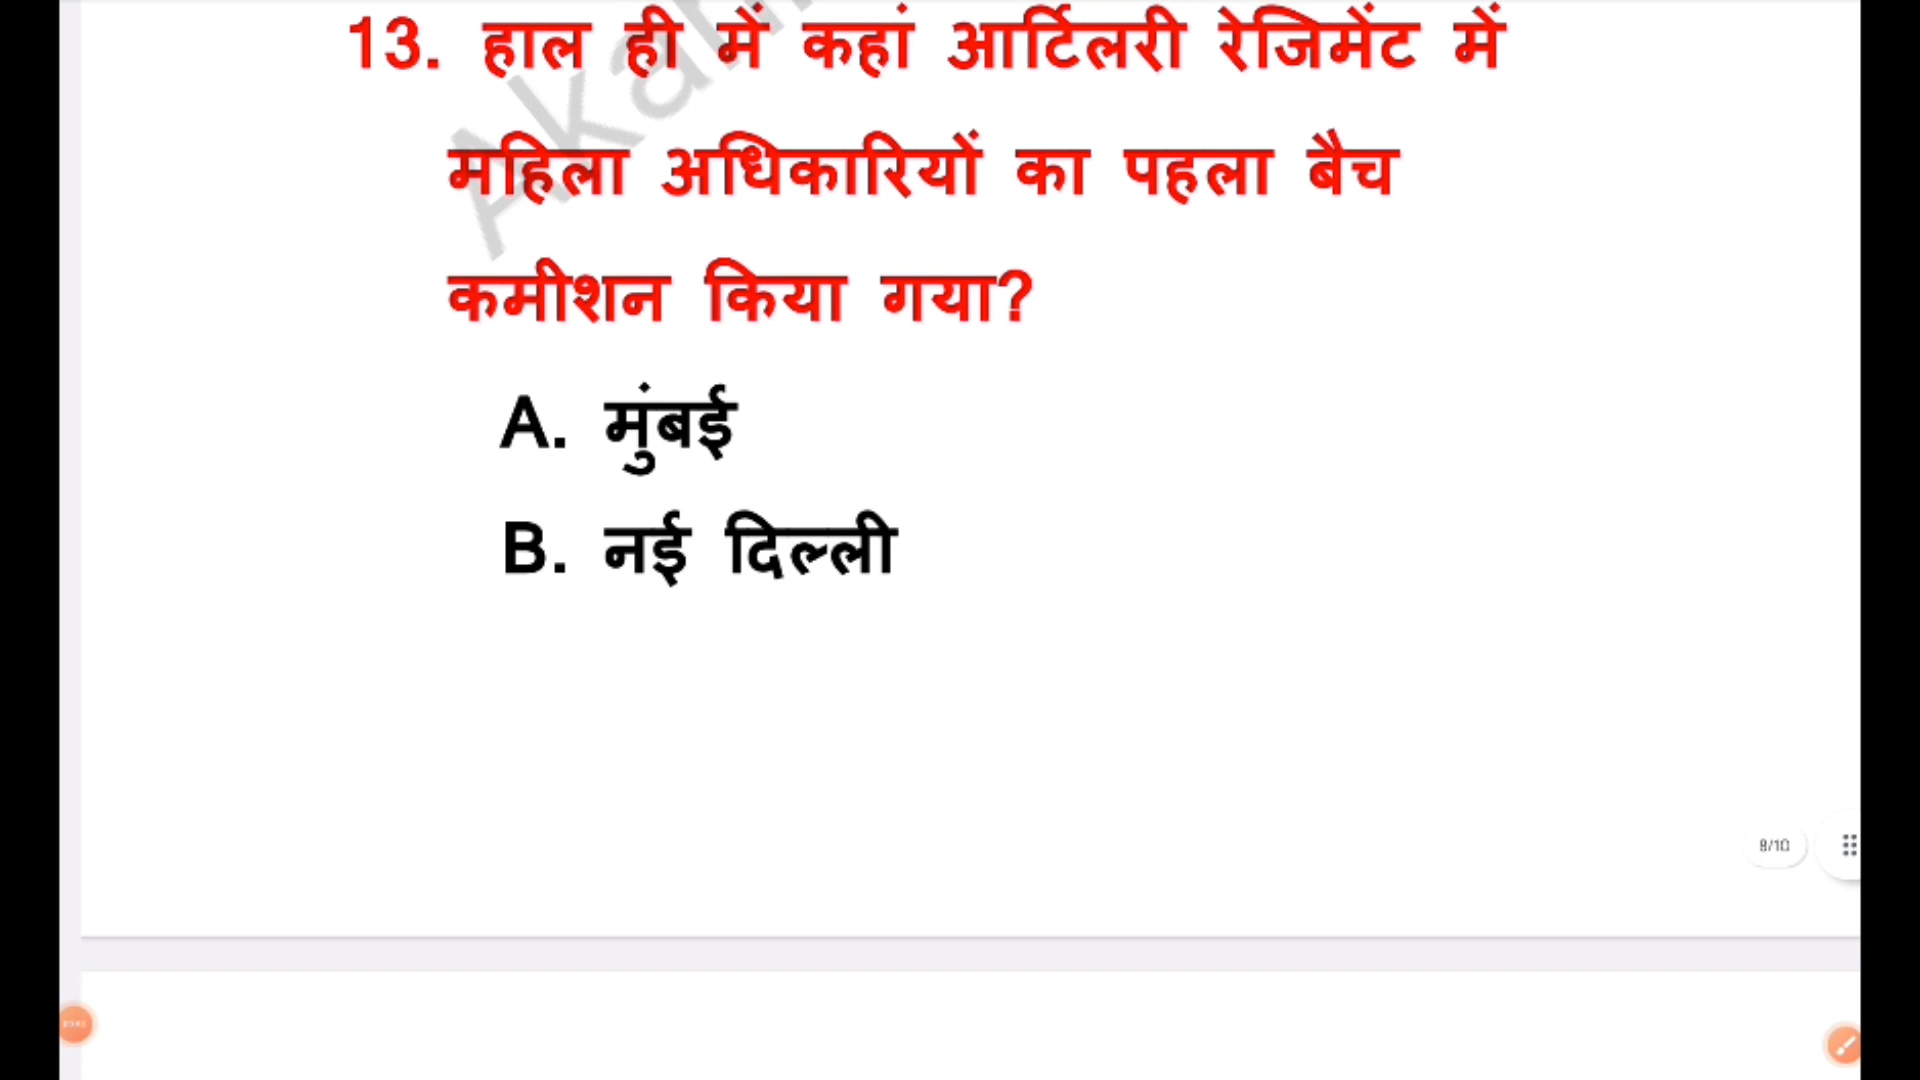 13. हाल ही में कहां आर्टिलरी रेजिमेंट में
महिला अधिकारियों का पहला बैच
कमीशन किया गया?
A. मुंबई
B. नई दिल्ली
8/10